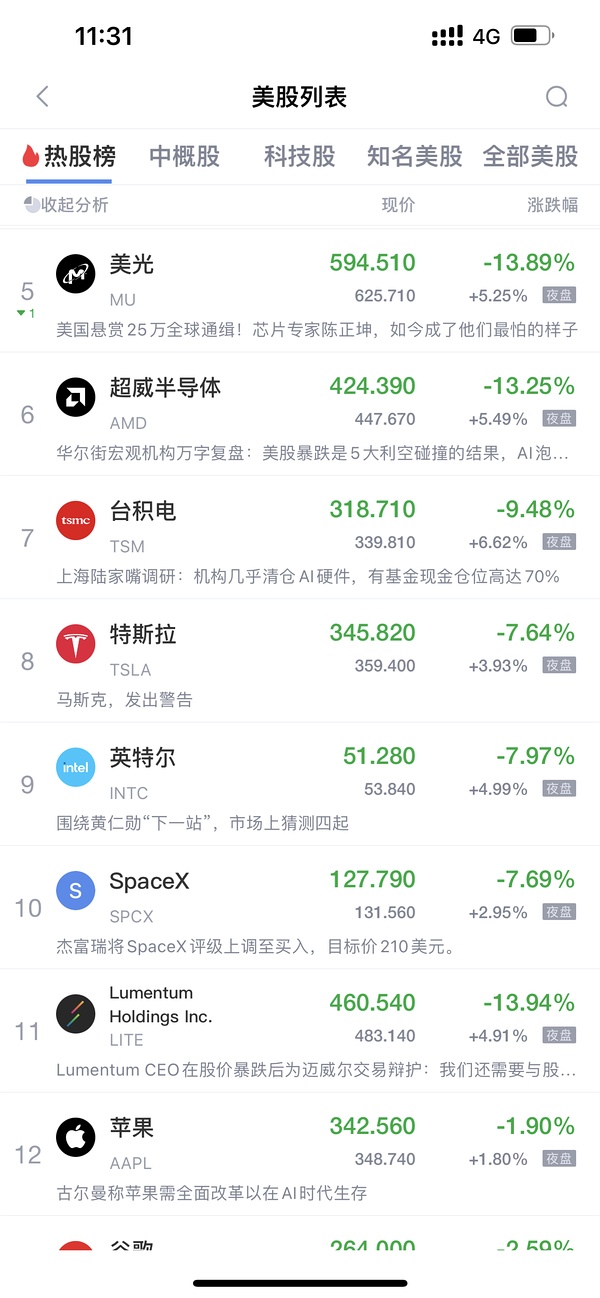 11:31
4G
美股列表
热股榜 中概股 科技股 知名美股 全部美股
收起分析 现价 涨跌幅
5 美光 594.510 -13.89%
1 MU 625.710 +5.25% 夜盘
美国悬赏25万全球通缉！芯片专家陈正坤，如今成了他们最怕的样子
6 超威半导体 424.390 -13.25%
AMD 447.670 +5.49% 夜盘
华尔街宏观机构万字复盘：美股暴跌是5大利空碰撞的结果，AI泡...
tsmc
7 台积电 318.710 -9.48%
TSM 339.810 +6.62% 夜盘
上海陆家嘴调研：机构几乎清仓AI硬件，有基金现金仓位高达70%
8 特斯拉 345.820 -7.64%
TSLA 359.400 +3.93% 夜盘
马斯克，发出警告
intel
9 英特尔 51.280 -7.97%
INTC 53.840 +4.99% 夜盘
围绕黄仁勋“下一站”，市场上猜测四起
S
10 SpaceX 127.790 -7.69%
SPCX 131.560 +2.95% 夜盘
杰富瑞将SpaceX评级上调至买入，目标价210美元。
11 Lumentum Holdings Inc. 460.540 -13.94%
LITE 483.140 +4.91% 夜盘
Lumentum CEO在股价暴跌后为迈威尔交易辩护：我们还需要与股...
12 苹果 342.560 -1.90%
AAPL 348.740 +1.80% 夜盘
古尔曼称苹果需全面改革以在AI时代生存
谷歌 264.000 -2.59%